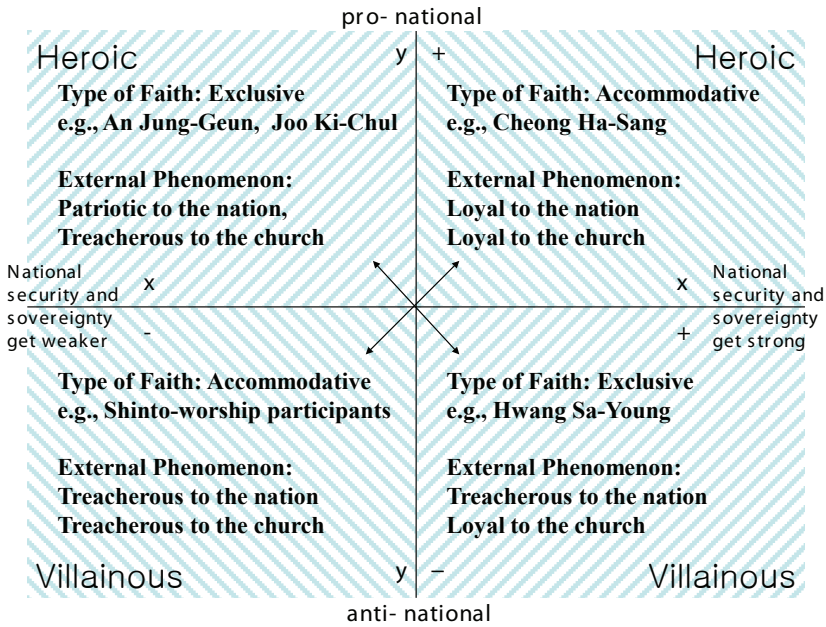 pro- national
Heroic
y
+
Heroic
Type of Faith: Exclusive
e.g., An Jung-Geun, Joo Ki-Chul
External Phenomenon:
Patriotic to the nation,
Treacherous to the church
Type of Faith: Accommodative
e.g., Cheong Ha-Sang
External Phenomenon:
Loyal to the nation
Loyal to the church
National
security and
sovereignty
get weaker
x
-
x
+
National
security and
sovereignty
get strong
Type of Faith: Accommodative
e.g., Shinto-worship participants
External Phenomenon:
Treacherous to the nation
Treacherous to the church
Type of Faith: Exclusive
e.g., Hwang Sa-Young
External Phenomenon:
Treacherous to the nation
Loyal to the church
Villainous
y
–
Villainous
anti- national